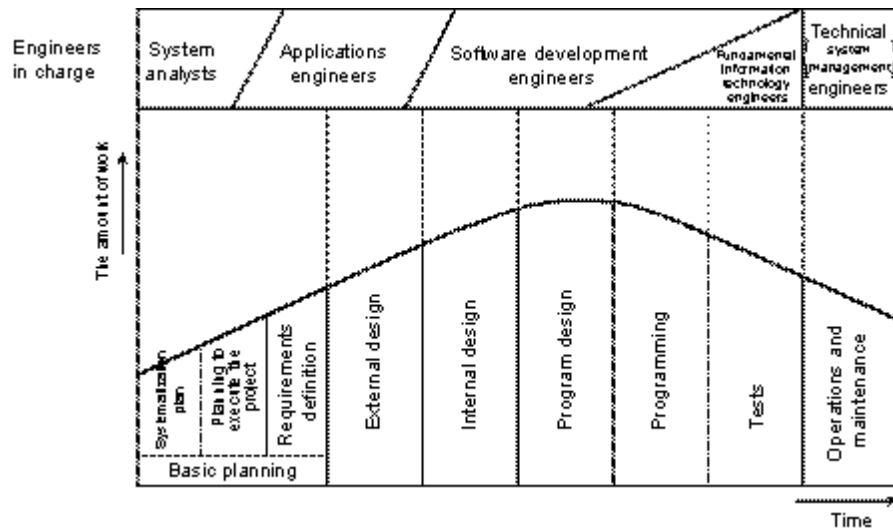 Engineers
in charge
System
analysts
Applications
engineers
Software development
engineers
Fundamental
information
technology
engineers
Technical
system
management
engineers
The amount of work
Systemalization
plan
Planning to
execute the
project
Requirements
definition
Basic planning
External design
Internal design
Program design
Programming
Tests
Operations and
maintenance
Time